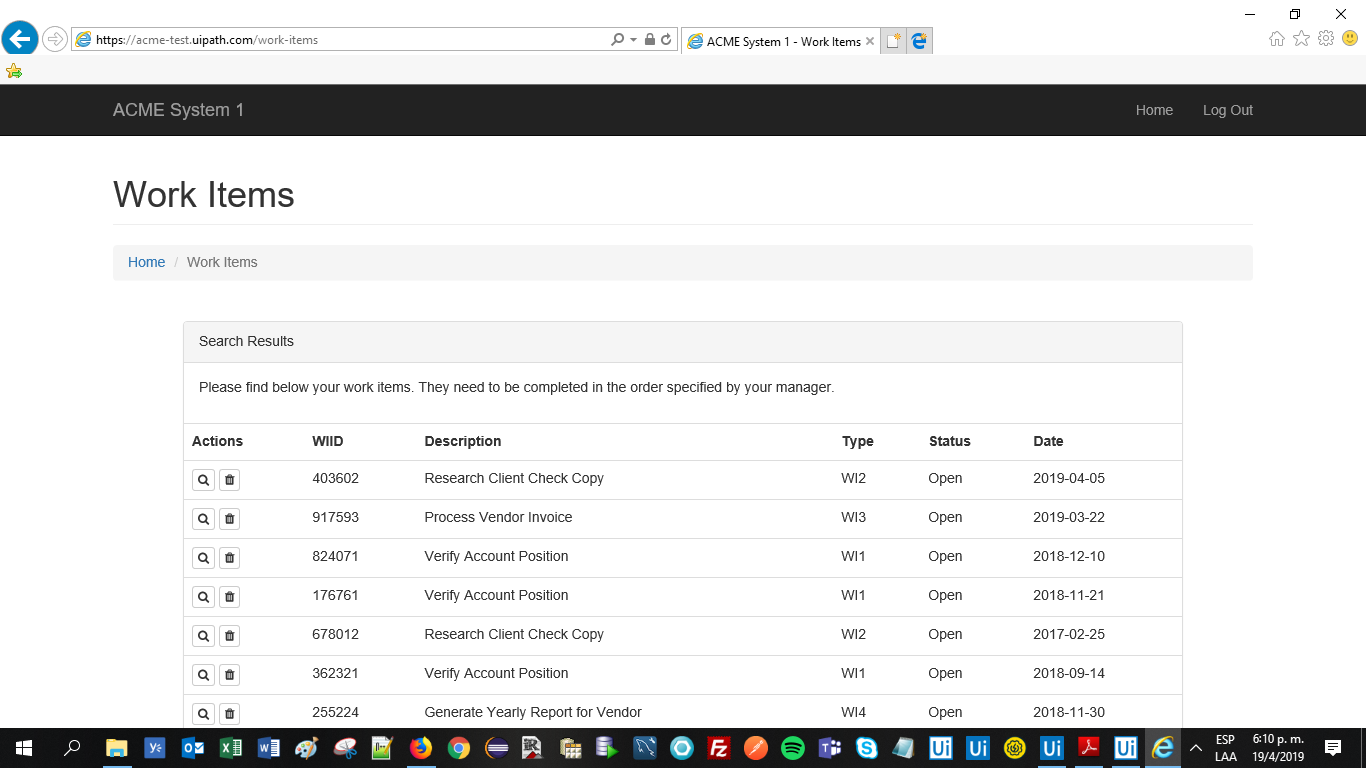 https://acme-test.uipath.com/work-items
ACME System 1 - Work Items
ACME System 1
Home
Log Out
Work Items
Home / Work Items
Search Results
Please find below your work items. They need to be completed in the order specified by your manager.
Actions WIID Description Type Status Date
403602 Research Client Check Copy WI2 Open 2019-04-05
917593 Process Vendor Invoice WI3 Open 2019-03-22
824071 Verify Account Position WI1 Open 2018-12-10
176761 Verify Account Position WI1 Open 2018-11-21
678012 Research Client Check Copy WI2 Open 2017-02-25
362321 Verify Account Position WI1 Open 2018-09-14
255224 Generate Yearly Report for Vendor WI4 Open 2018-11-30
ESP 6:10 p. m.
LAA 19/4/2019